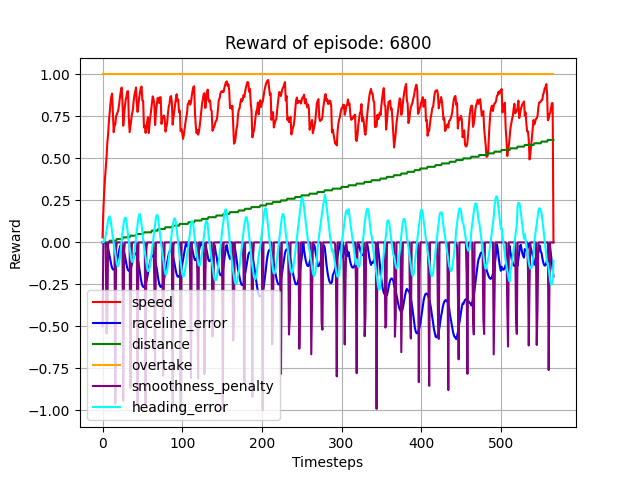 Reward of episode: 6800
1.00
0.75
0.50
0.25
0.00
−0.25
−0.50
−0.75
−1.00
Reward
speed
raceline_error
distance
overtake
smoothness_penalty
heading_error
0 100 200 300 400 500
Timesteps